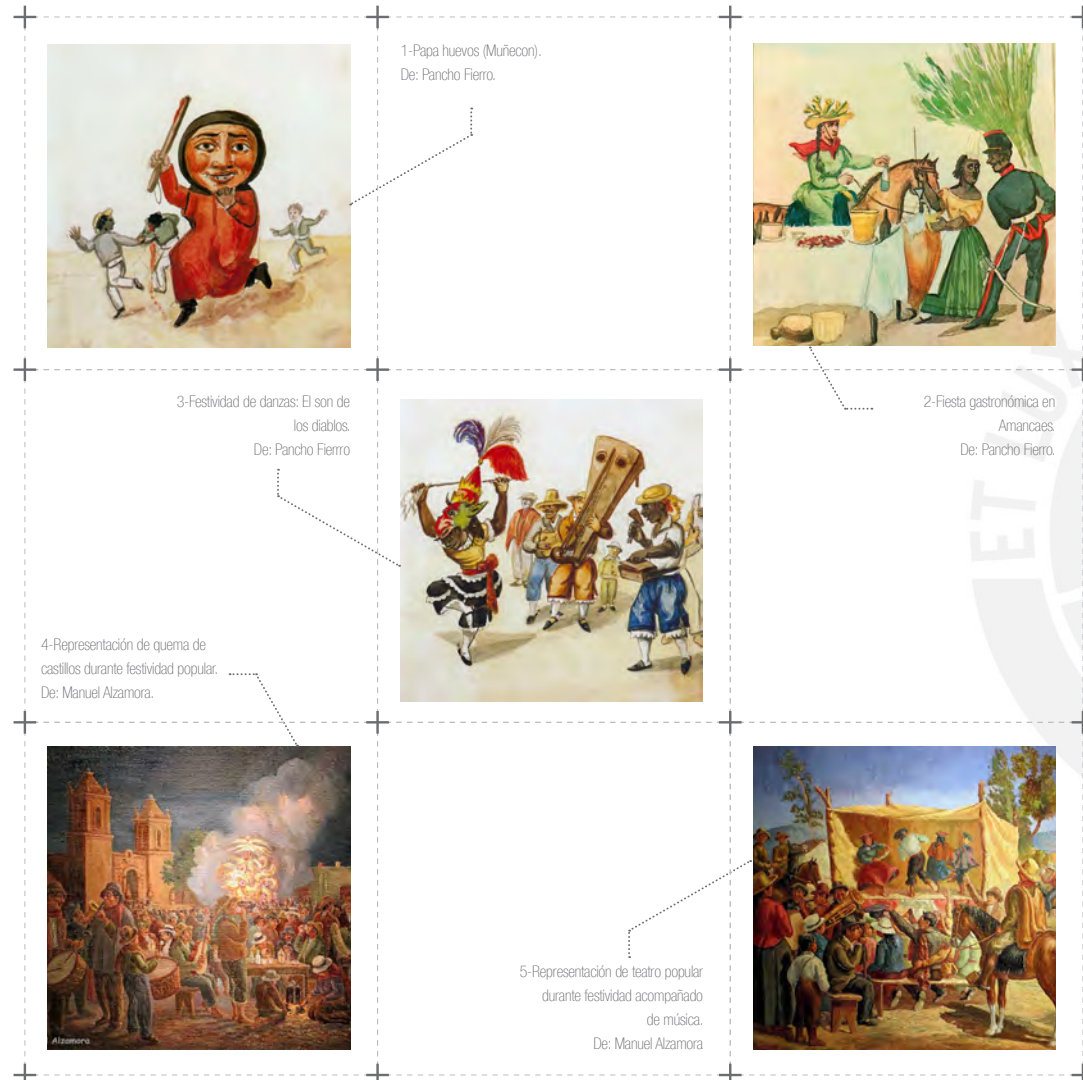 1-Papa huevos (Muñecon).
De: Pancho Fierro.
3-Festividad de danzas: El son de
los diablos.
De: Pancho Fierrro
2-Fiesta gastronómica en
Amancaes.
De: Pancho Fierro.
4-Representación de quema de
castillos durante festividad popular.
De: Manuel Alzamora.
5-Representación de teatro popular
durante festividad acompañado
de música.
De: Manuel Alzamora
Alzamora
ET LUX